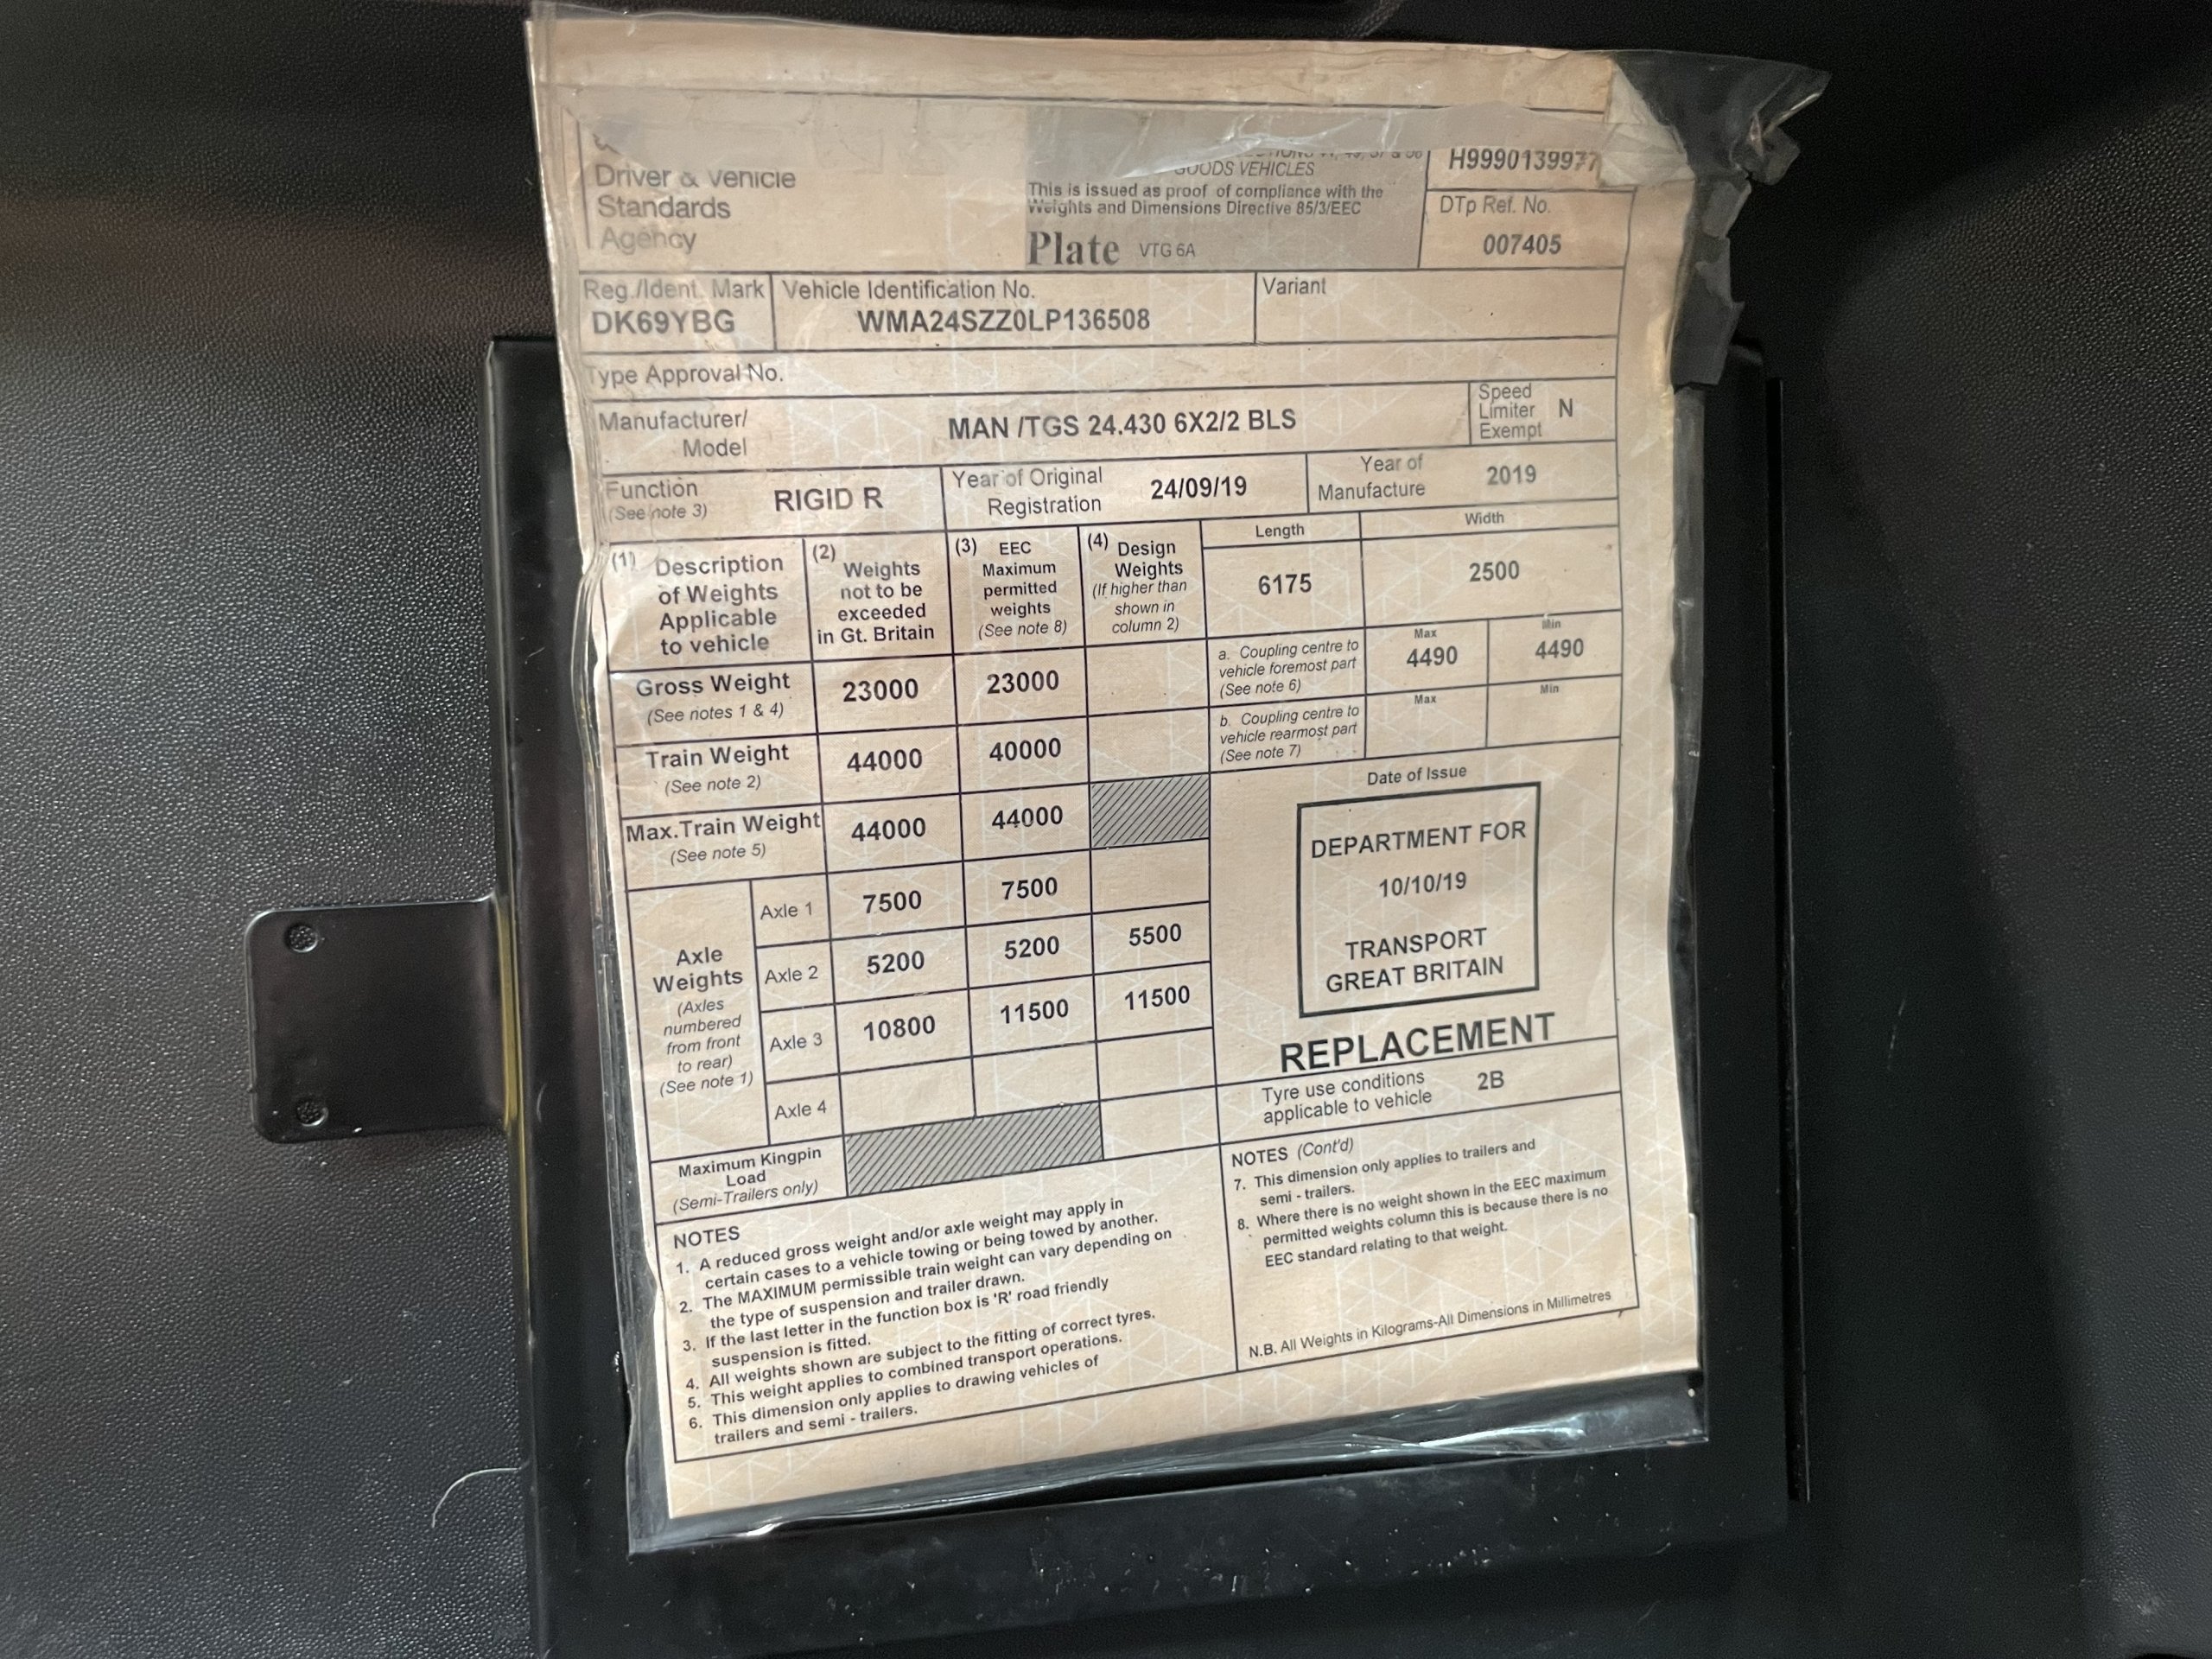 Driver & Vehicle
Standards
Agency
GOODS VEHICLES
This is issued as proof of compliance with the
Weights and Dimensions Directive 85/3/EEC
Plate VTG 6A
H9990139977
DTp Ref. No.
007405
Reg./Ident. Mark
DK69YBG
Vehicle Identification No.
WMA24SZZ0LP136508
Variant
Type Approval No.
Manufacturer/
Model
MAN /TGS 24.430 6X2/2 BLS
Speed
Limiter
Exempt
N
Function
(See note 3)
RIGID R
Year of Original
Registration
24/09/19
Year of
Manufacture
2019
(1) Description
of Weights
Applicable
to vehicle
(2) Weights
not to be
exceeded
in Gt. Britain
(3) EEC
Maximum
permitted
weights
(See note 8)
(4) Design
Weights
(If higher than
shown in
column 2)
Length
6175
Width
2500
Gross Weight
(See notes 1 & 4)
23000
23000
a. Coupling centre to
vehicle foremost part
(See note 6)
Max
4490
Min
4490
Train Weight
(See note 2)
44000
40000
b. Coupling centre to
vehicle rearmost part
(See note 7)
Max
Min
Max.Train Weight
(See note 5)
44000
44000
Axle
Weights
(Axles
numbered
from front
to rear)
(See note 1)
Axle 1
7500
7500
Axle 2
5200
5200
5500
Axle 3
10800
11500
11500
Axle 4
Maximum Kingpin
Load
(Semi-Trailers only)
Date of Issue
DEPARTMENT FOR
10/10/19
TRANSPORT
GREAT BRITAIN
REPLACEMENT
Tyre use conditions
applicable to vehicle
2B
NOTES
1. A reduced gross weight and/or axle weight may apply in
certain cases to a vehicle towing or being towed by another.
2. The MAXIMUM permissible train weight can vary depending on
the type of suspension and trailer drawn.
3. If the last letter in the function box is 'R' road friendly
suspension is fitted.
4. All weights shown are subject to the fitting of correct tyres.
5. This weight applies to combined transport operations.
6. This dimension only applies to drawing vehicles of
trailers and semi - trailers.
NOTES (Cont'd)
7. This dimension only applies to trailers and
semi - trailers.
8. Where there is no weight shown in the EEC maximum
permitted weights column this is because there is no
EEC standard relating to that weight.
N.B. All Weights in Kilograms-All Dimensions in Millimetres